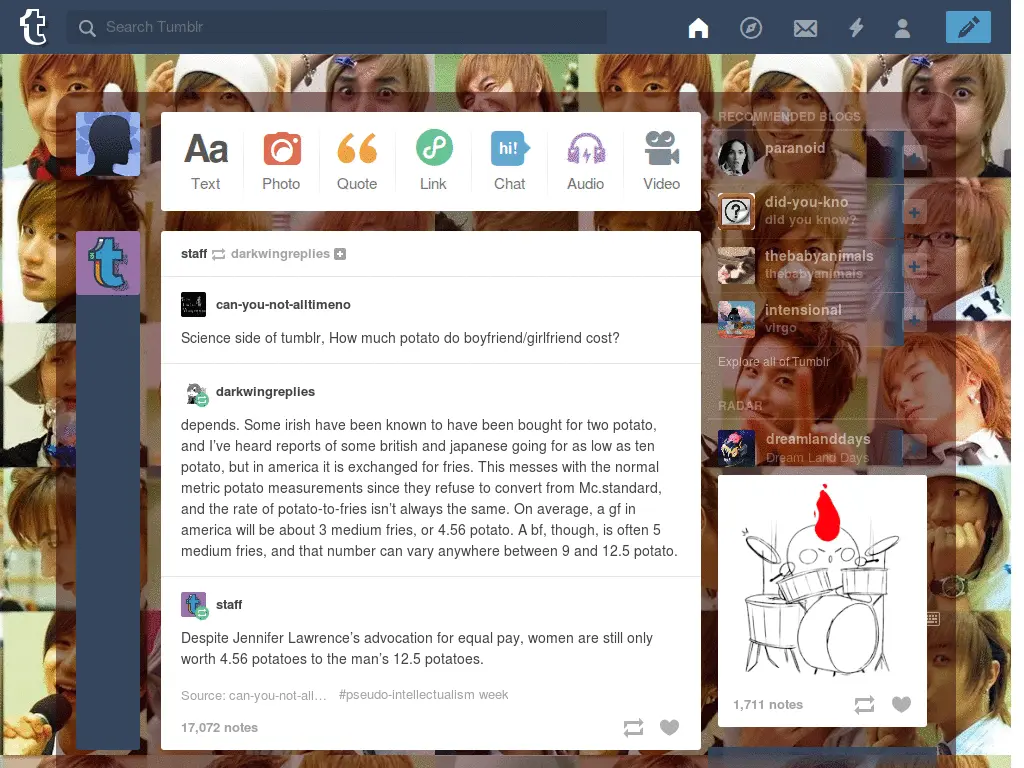 Search Tumblr
Aa
hi!
Text
Photo
Quote
Link
Chat
Audio
Video
staff darkwingreplies
can-you-not-alltimeno
Science side of tumblr, How much potato do boyfriend/girlfriend cost?
darkwingreplies
depends. Some irish have been known to have been bought for two potato,
and I've heard reports of some british and japanese going for as low as ten
potato, but in america it is exchanged for fries. This messes with the normal
metric potato measurements since they refuse to convert from Mc.standard,
and the rate of potato-to-fries isn't always the same. On average, a gf in
america will be about 3 medium fries, or 4.56 potato. A bf, though, is often 5
medium fries, and that number can vary anywhere between 9 and 12.5 potato.
staff
Despite Jennifer Lawrence's advocation for equal pay, women are still only
worth 4.56 potatoes to the man's 12.5 potatoes.
Source: can-you-not-all… #pseudo-intellectualism week
17,072 notes
RECOMMENDED BLOGS
paranoid
did-you-kno
did you know?
thebabyanimals
thebabyanimals
intensional
virgo
Explore all of Tumblr
RADAR
dreamlanddays
Dream Land Days
1,711 notes